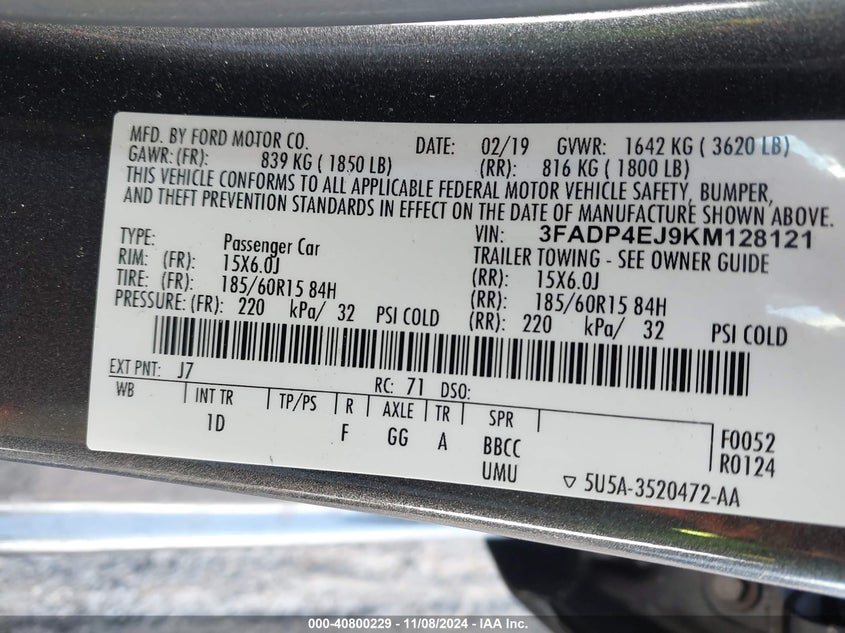 MFD. BY FORD MOTOR CO. DATE: 02/19 GVWR: 1642 KG ( 3620 LB)
GAWR: (FR): 839 KG ( 1850 LB) (RR): 816 KG ( 1800 LB)
THIS VEHICLE CONFORMS TO ALL APPLICABLE FEDERAL MOTOR VEHICLE SAFETY, BUMPER,
AND THEFT PREVENTION STANDARDS IN EFFECT ON THE DATE OF MANUFACTURE SHOWN ABOVE.
VIN: 3FADP4EJ9KM128121
TYPE: Passenger Car TRAILER TOWING - SEE OWNER GUIDE
RIM: (FR): 15X6.0J (RR): 15X6.0J
TIRE: (FR): 185/60R15 84H (RR): 185/60R15 84H
PRESSURE: (FR): 220 kPa/ 32 PSI COLD (RR): 220 kPa/ 32 PSI COLD
EXT PNT: J7 RC: 71 DSO:
WB INT TR TP/PS R AXLE TR SPR
1D F GG A BBCC F0052
UMU R0124
▽ 5U5A-3520472-AA
000-40800229 - 11/08/2024 - IAA Inc.